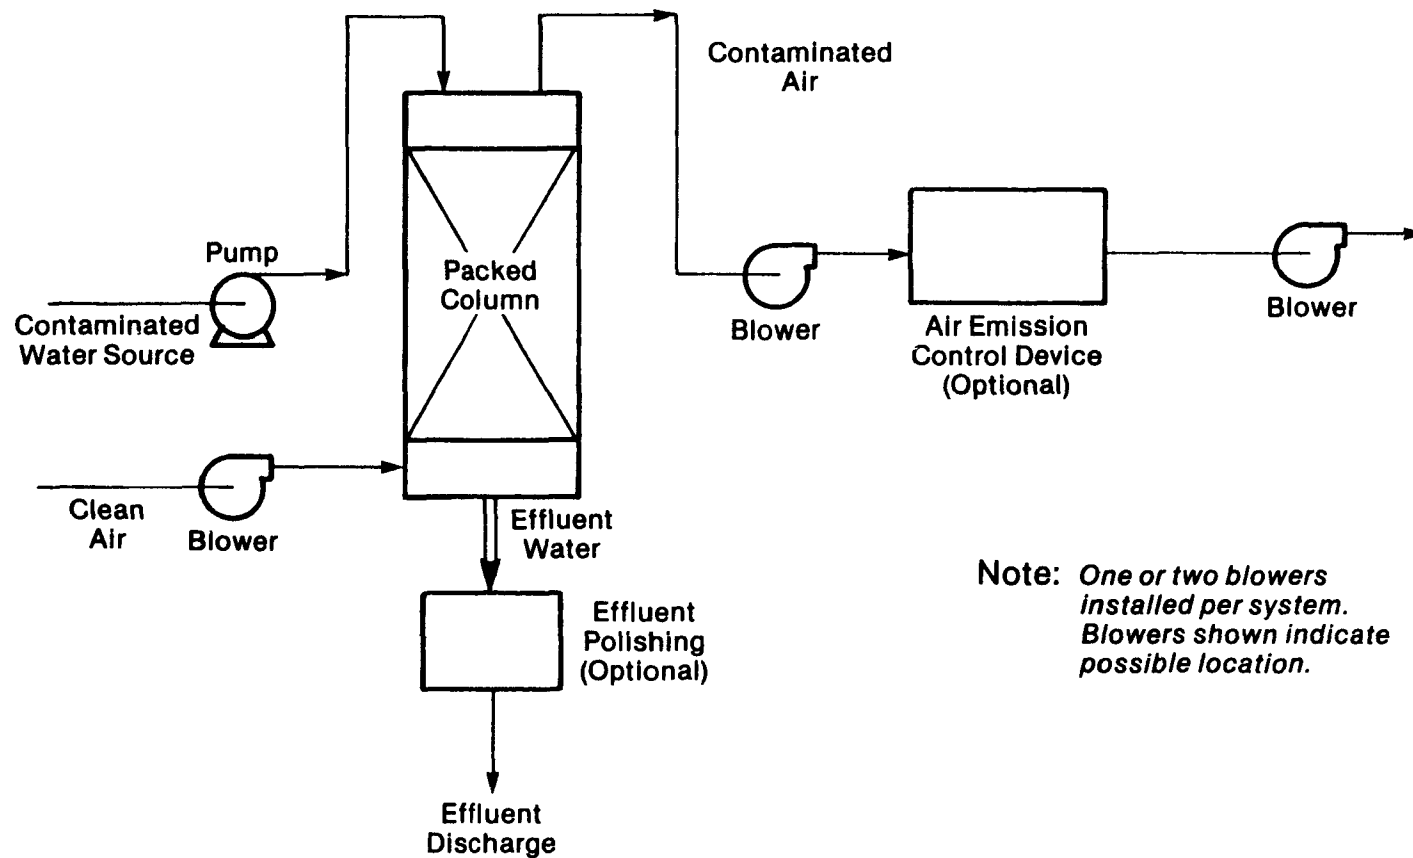 Contaminated
Air
Pump
Packed
Column
Contaminated
Water Source
Blower
Air Emission
Control Device
(Optional)
Blower
Clean
Air
Blower
Effluent
Water
Note: One or two blowers
installed per system.
Blowers shown indicate
possible location.
Effluent
Polishing
(Optional)
Effluent
Discharge